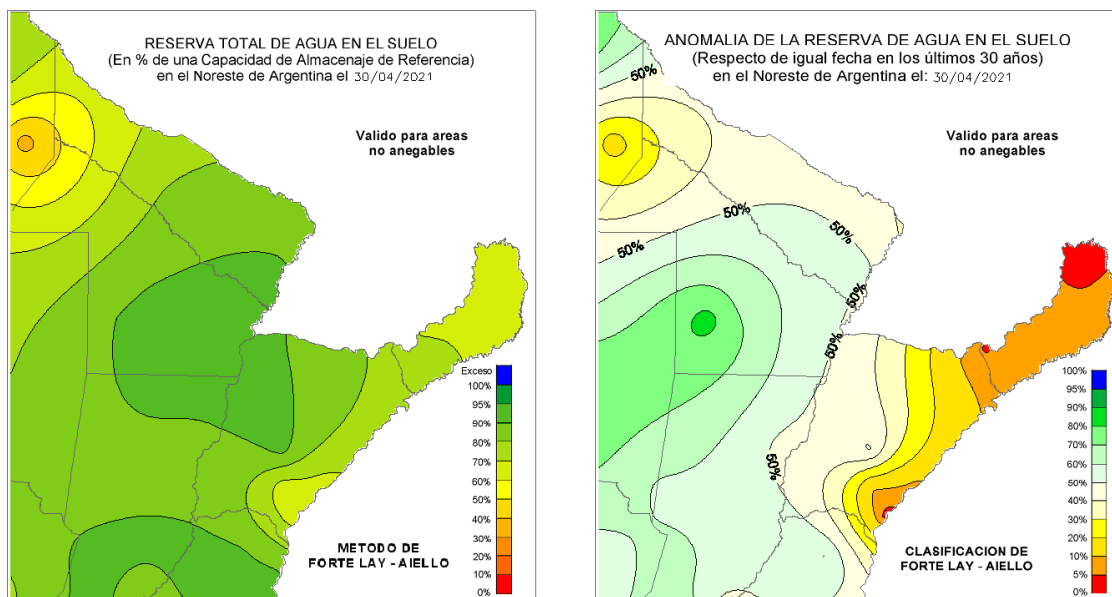 RESERVA TOTAL DE AGUA EN EL SUELO
(En % de una Capacidad de Almacenaje de Referencia)
en el Noreste de Argentina el 30/04/2021
Valido para areas
no anegables
Exceso
100%
95%
90%
80%
70%
60%
50%
40%
30%
20%
10%
0%
METODO DE
FORTE LAY - AIELLO
ANOMALIA DE LA RESERVA DE AGUA EN EL SUELO
(Respecto de igual fecha en los últimos 30 años)
en el Noreste de Argentina el: 30/04/2021
Valido para areas
no anegables
50%
50%
50%
50%
50%
50%
50%
100%
95%
90%
80%
70%
60%
50%
40%
30%
20%
10%
5%
0%
CLASIFICACION DE
FORTE LAY - AIELLO